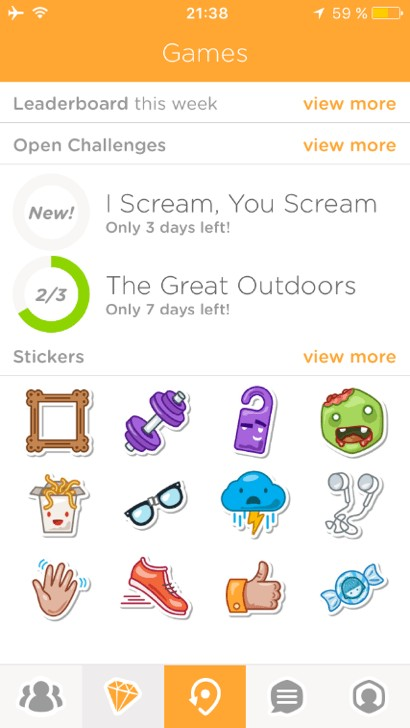 21:38
59 %
Games
Leaderboard this week
view more
Open Challenges
view more
New!
I Scream, You Scream
Only 3 days left!
2/3
The Great Outdoors
Only 7 days left!
Stickers
view more